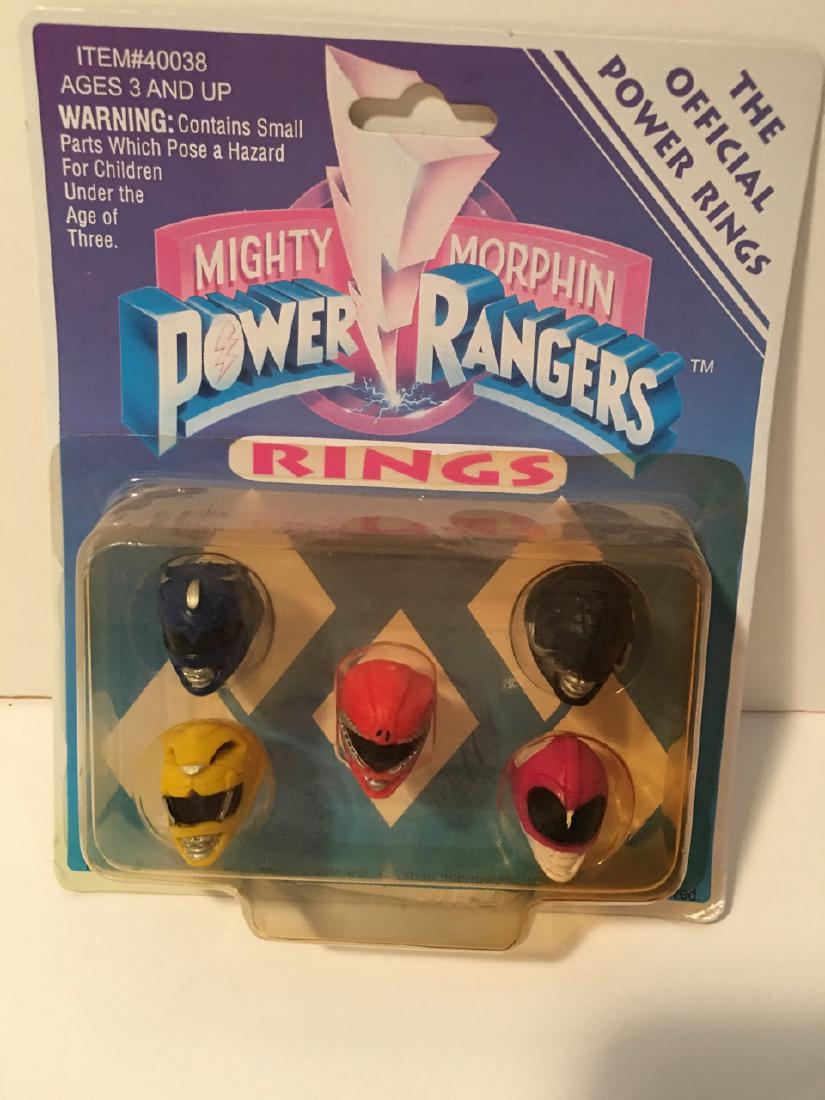 ITEM#40038
AGES 3 AND UP
WARNING: Contains Small
Parts Which Pose a Hazard
For Children
Under the
Age of
Three.
THE
OFFICIAL
POWER RINGS
MIGHTY MORPHIN
POWER RANGERS
TM
RINGS